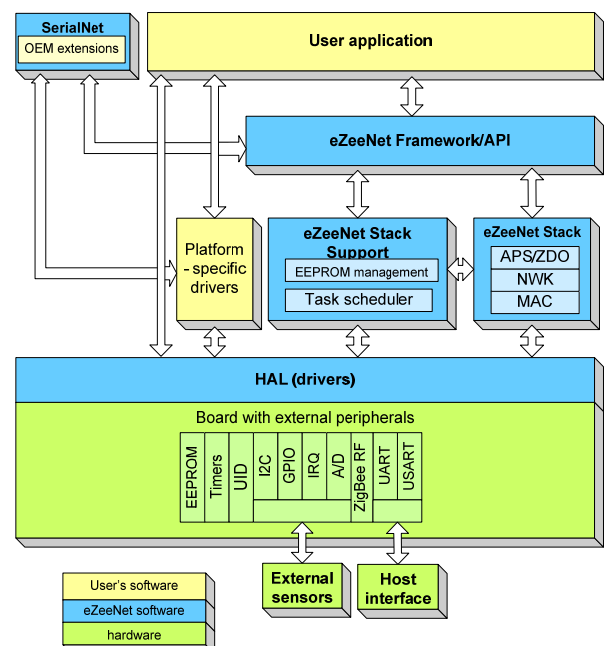 SerialNet
OEM extensions
User application
eZeeNet Framework/API
Platform
- specific
drivers
eZeeNet Stack
Support
EEPROM management
Task scheduler
eZeeNet Stack
APS/ZDO
NWK
MAC
HAL (drivers)
Board with external peripherals
EEPROM
Timers
UID
I2C
GPIO
IRQ
A/D
ZigBee RF
UART
USART
External
sensors
Host
interface
User's software
eZeeNet software
hardware